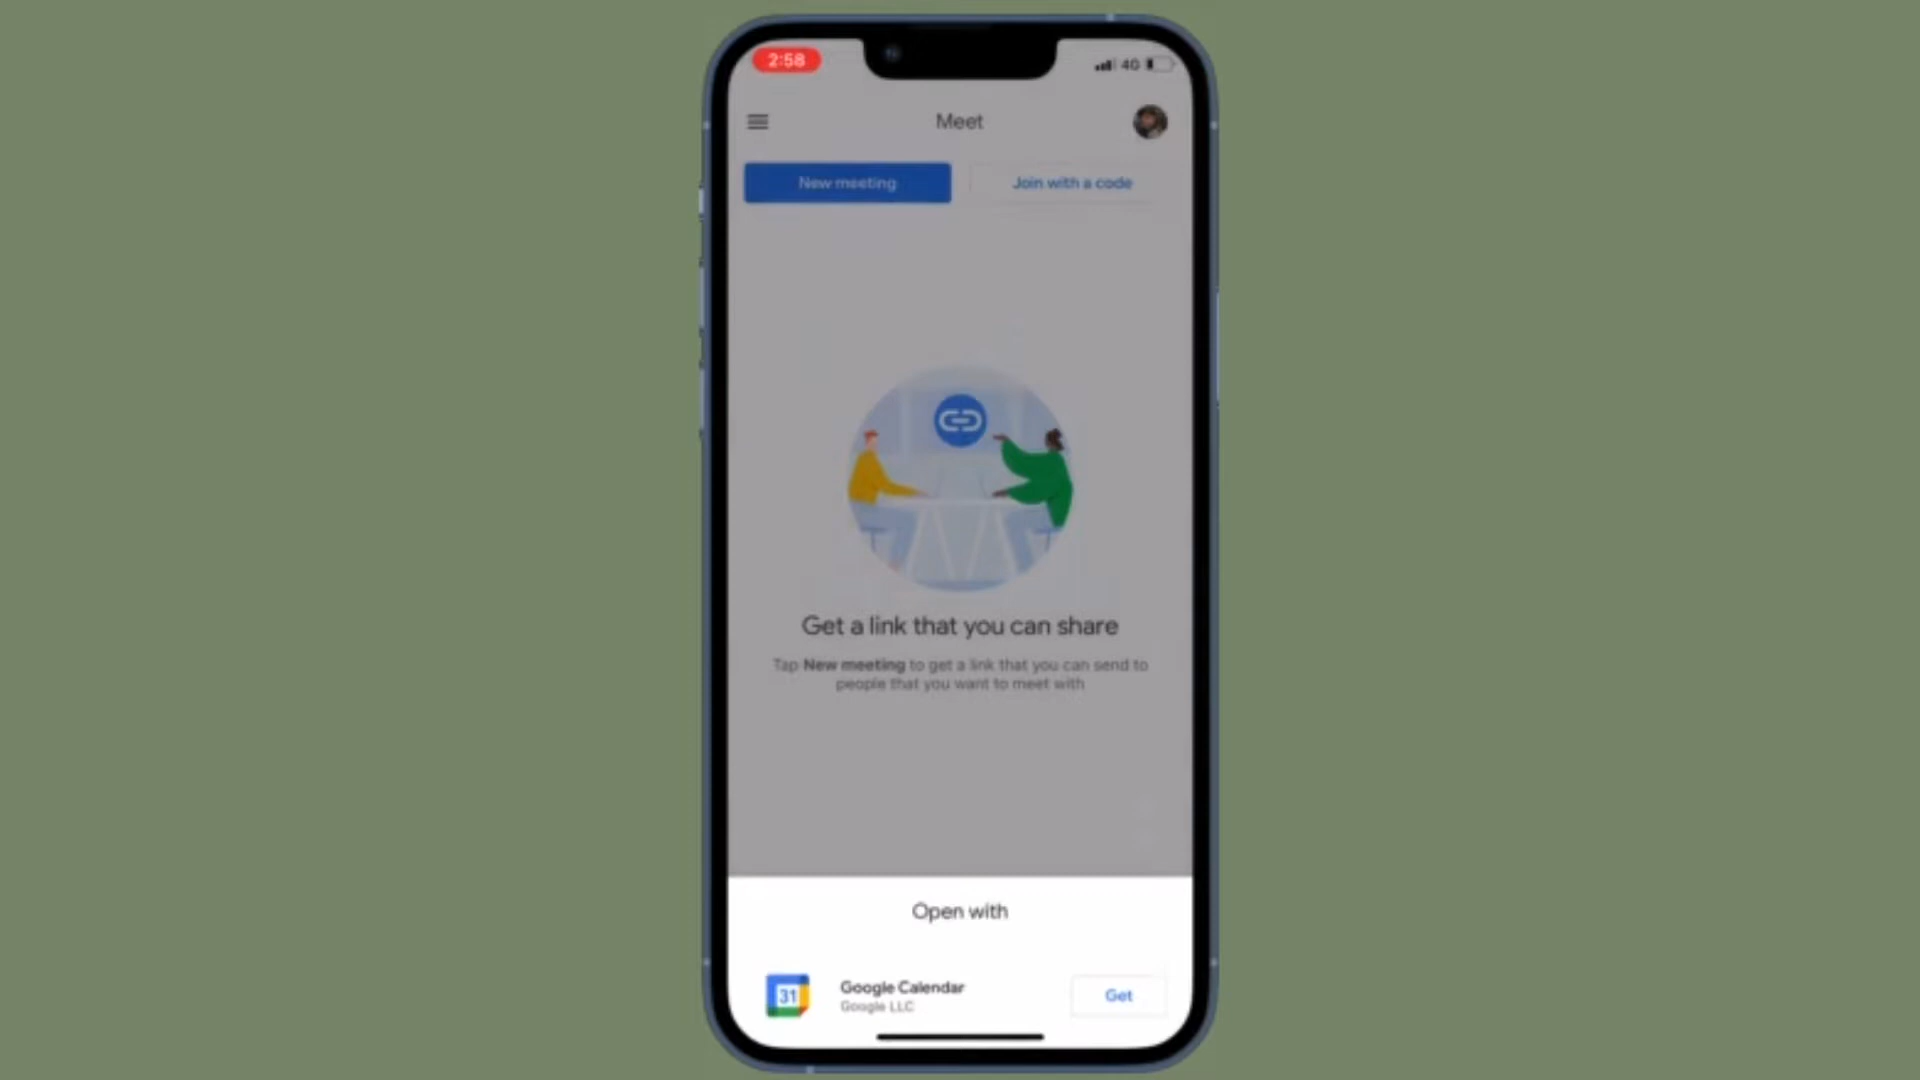 2:58
4G
Meet
New meeting
Join with a code
Get a link that you can share
Tap New meeting to get a link that you can send to
people that you want to meet with
Open with
31
Google Calendar
Google LLC
Get